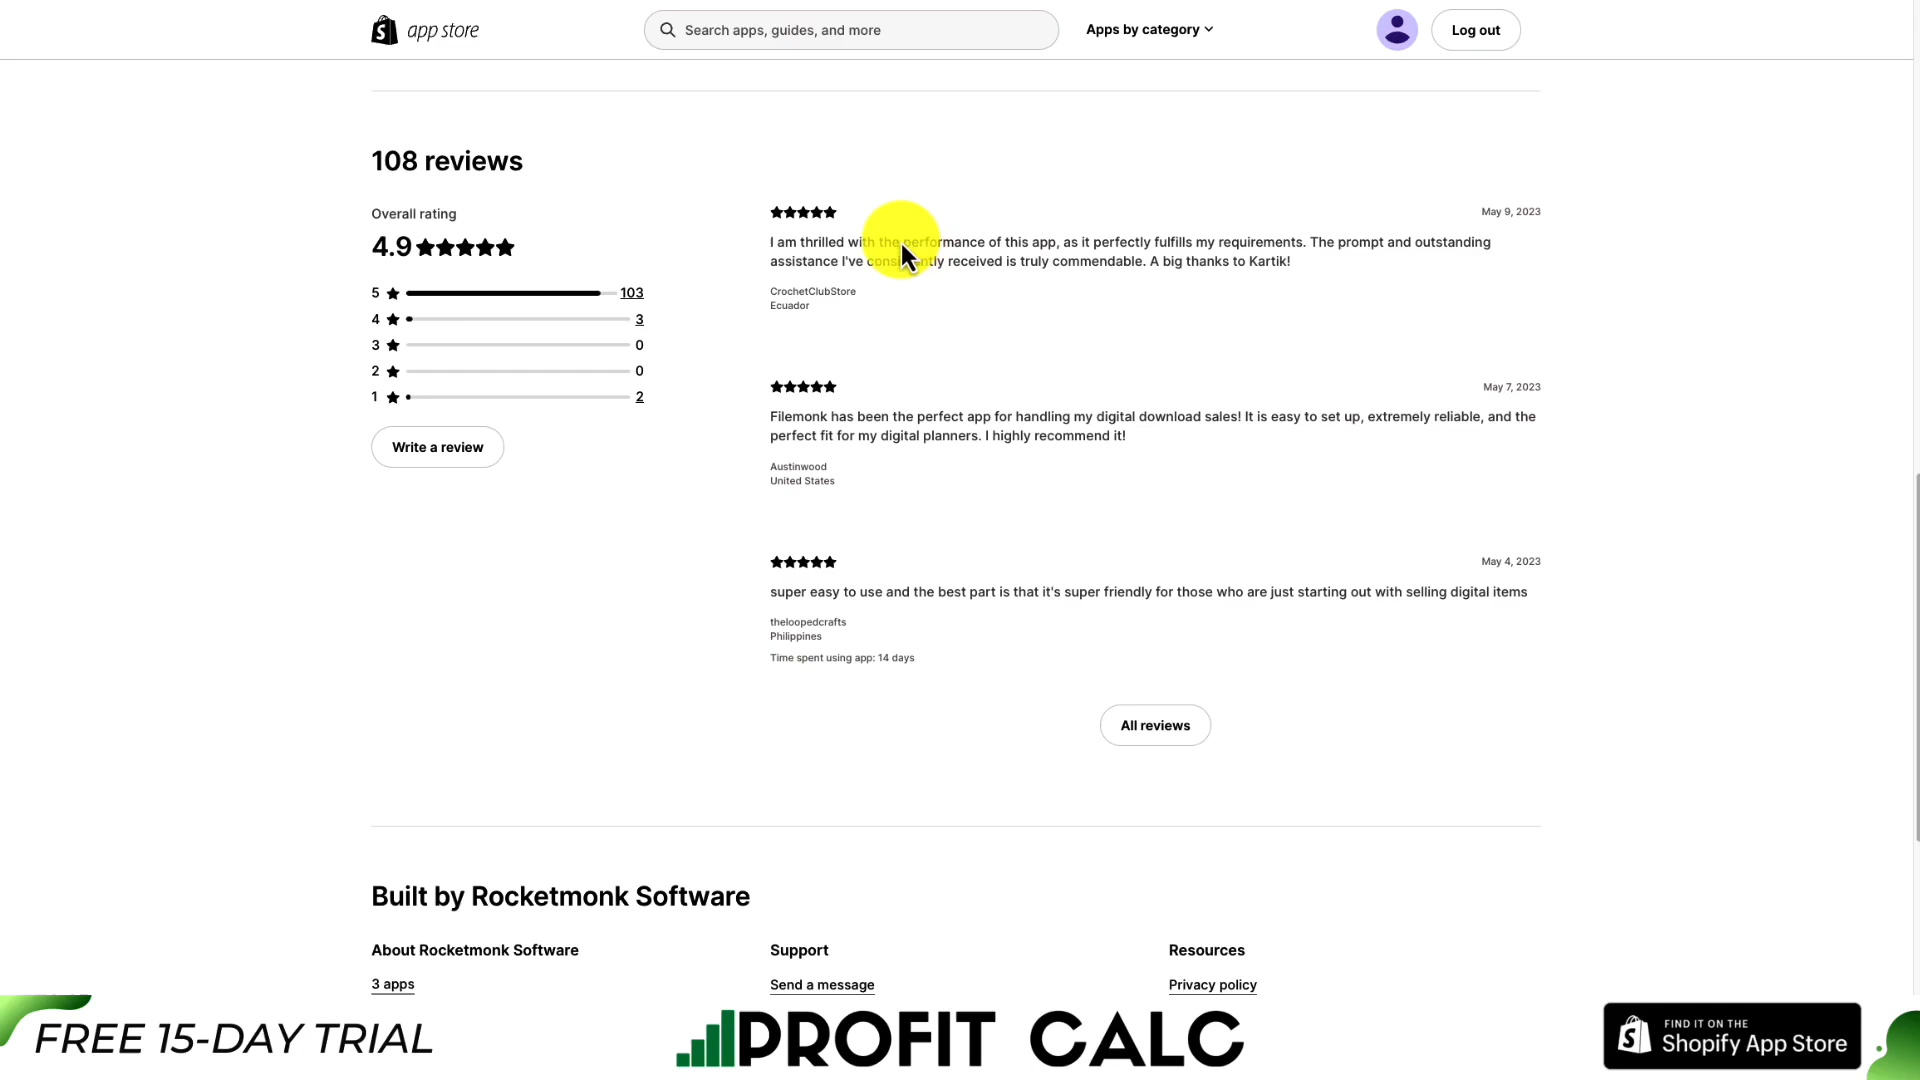 app store
Search apps, guides, and more
Apps by category
Log out
108 reviews
Overall rating
4.9
5 103
4 3
3 0
2 0
1 2
Write a review
May 9, 2023
I am thrilled with the performance of this app, as it perfectly fulfills my requirements. The prompt and outstanding
assistance I've consistently received is truly commendable. A big thanks to Kartik!
CrochetClubStore
Ecuador
May 7, 2023
Filemonk has been the perfect app for handling my digital download sales! It is easy to set up, extremely reliable, and the
perfect fit for my digital planners. I highly recommend it!
Austinwood
United States
May 4, 2023
super easy to use and the best part is that it's super friendly for those who are just starting out with selling digital items
theloopedcrafts
Philippines
Time spent using app: 14 days
All reviews
Built by Rocketmonk Software
About Rocketmonk Software
3 apps
Support
Send a message
Resources
Privacy policy
FREE 15-DAY TRIAL
PROFIT CALC
FIND IT ON THE
Shopify App Store